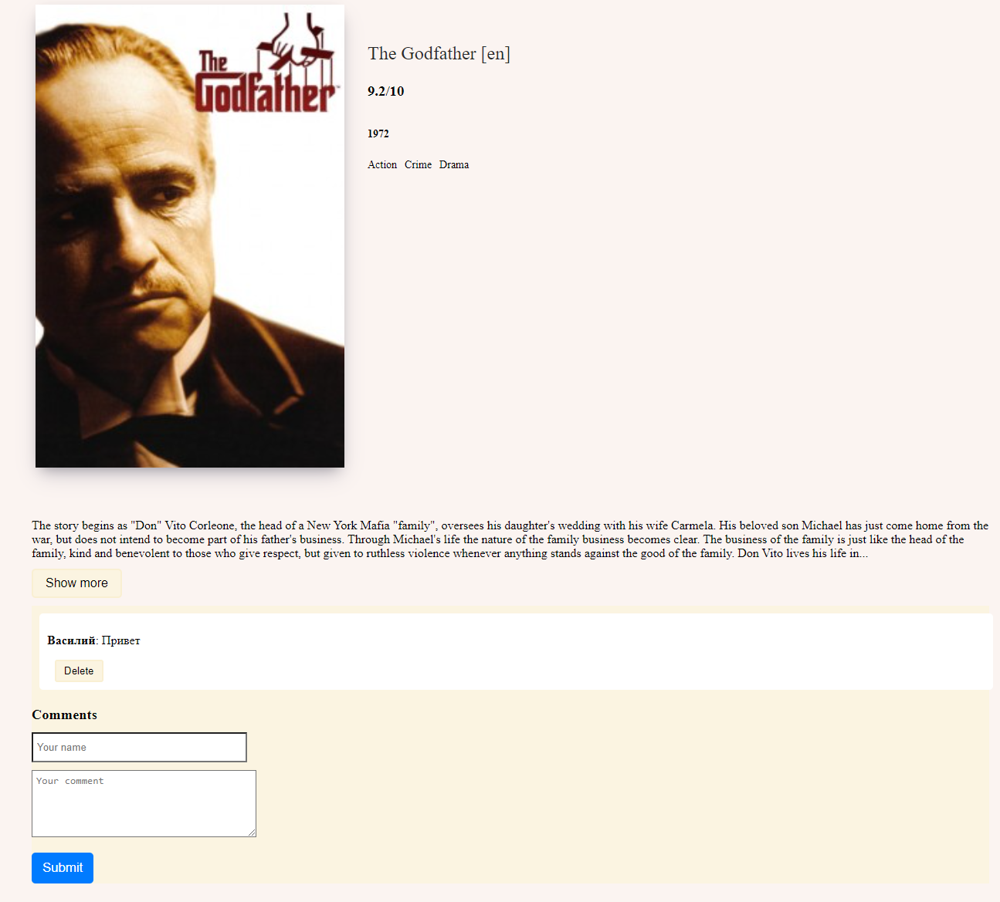 The
Godfather
The Godfather [en]
9.2/10
1972
Action Crime Drama
The story begins as "Don" Vito Corleone, the head of a New York Mafia "family", oversees his daughter's wedding with his wife Carmela. His beloved son Michael has just come home from the
war, but does not intend to become part of his father's business. Through Michael's life the nature of the family business becomes clear. The business of the family is just like the head of the
family, kind and benevolent to those who give respect, but given to ruthless violence whenever anything stands against the good of the family. Don Vito lives his life in...
Show more
Василий: Привет
Delete
Comments
Your name
Your comment
Submit